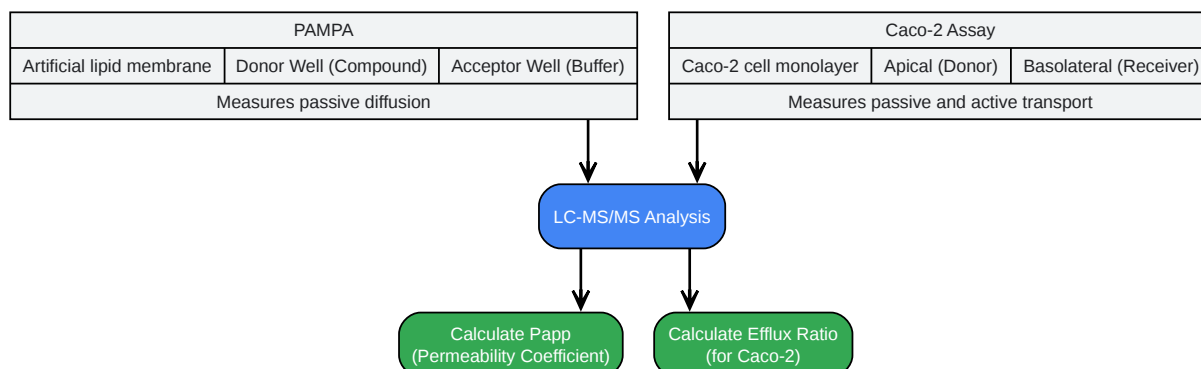 PAMPA
Artificial lipid membrane
Donor Well (Compound)
Acceptor Well (Buffer)
Measures passive diffusion
Caco-2 Assay
Caco-2 cell monolayer
Apical (Donor)
Basolateral (Receiver)
Measures passive and active transport
LC-MS/MS Analysis
Calculate Papp
(Permeability Coefficient)
Calculate Efflux Ratio
(for Caco-2)